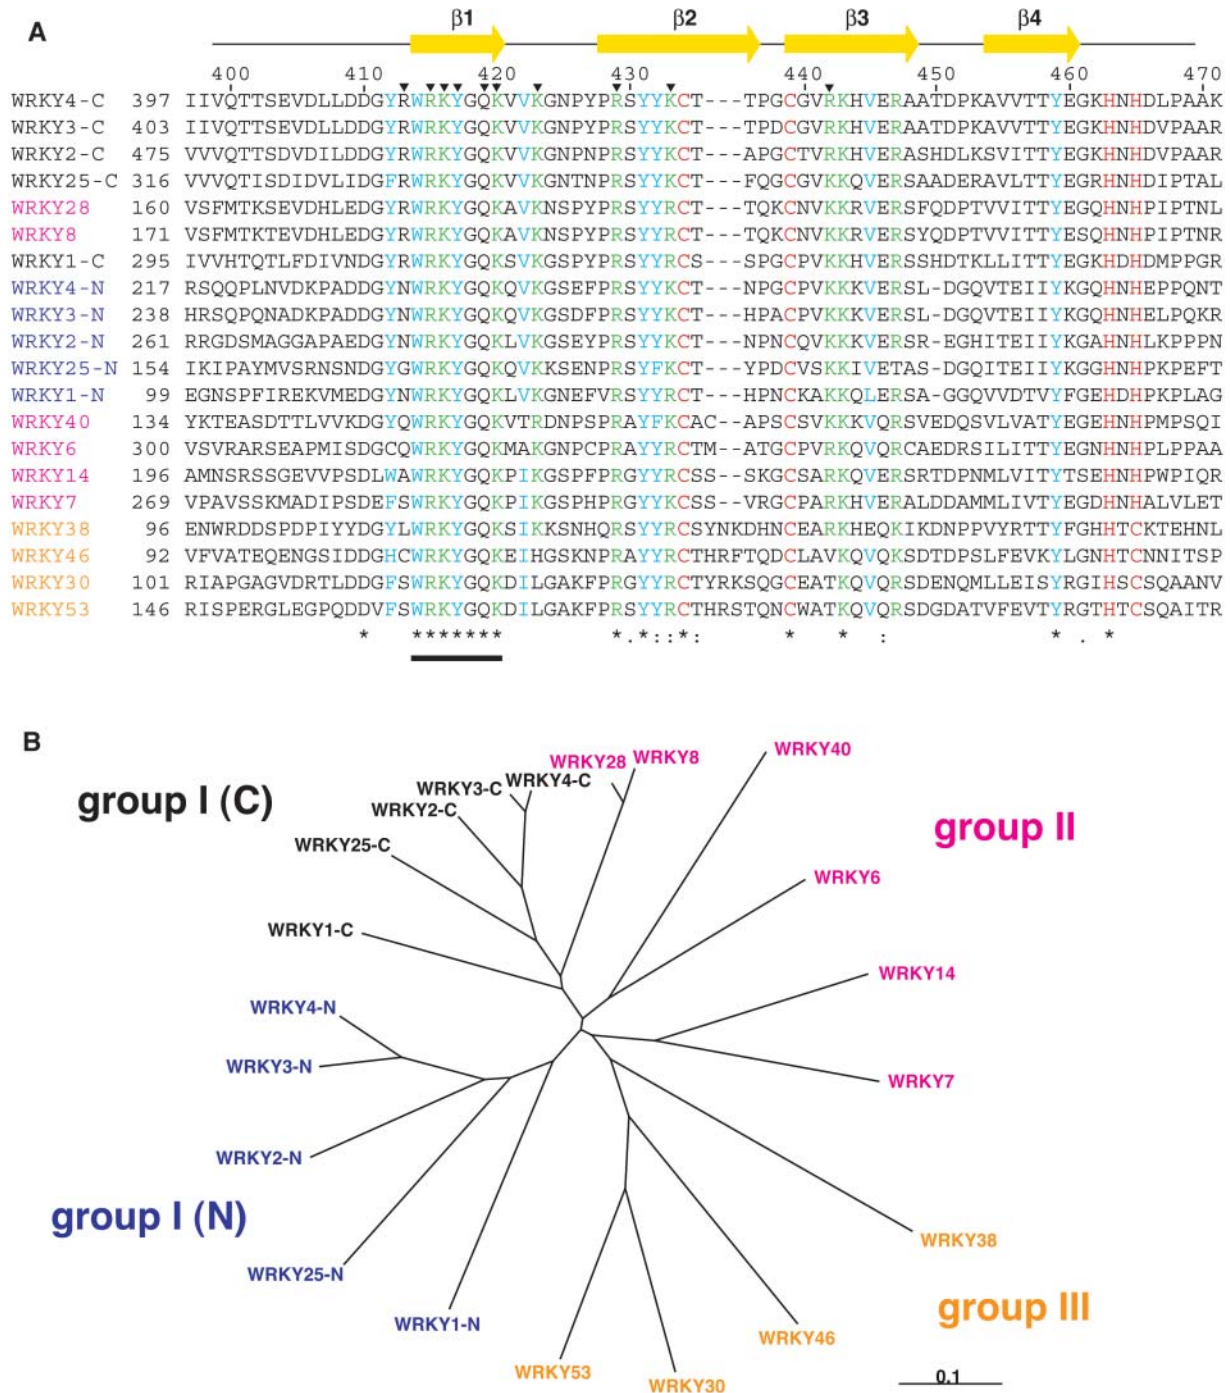 A
β1 β2 β3 β4
400 410 420 430 440 450 460 470
WRKY4-C 397 IIVQTTSEVDLLDDGYRWRKYGQKVVKGNPYPRSYYKCT---TPGCGVRKHVERAATDPKAVVTTYEGKHNHDLPAAK
WRKY3-C 403 IIVQTTSEVDLLDDGYRWRKYGQKVVKGNPYPRSYYKCT---TPDCGVRKHVERAATDPKAVVTTYEGKHNHDVPAAR
WRKY2-C 475 VVVQTTSDVDILDDGYRWRKYGQKVVKGNPNPRSYYKCT---APGCTVRKHVERASHDLKSVITTYEGKHNHDVPAAR
WRKY25-C 316 VVVQTISDIDVLIDGFRWRKYGQKVVKGNTNPRSYYKCT---FQGCGVKKQVERSAADERAVLTTYEGRHNHDIPTAL
WRKY28 160 VSFMTKSEVDHLEDGYRWRKYGQKAVKNSPYPRSYYRCT---TQKCNVKKRVERSFQDPTVVITTYEGQHNHPIPTNL
WRKY8 171 VSFMTKTEVDHLEDGYRWRKYGQKAVKNSPYPRSYYRCT---TQKCNVKKRVERSYQDPTVVITTYESQHNHPIPTNR
WRKY1-C 295 IVVHTQTLFDIVNDGYRWRKYGQKSVKGSPYPRSYYRCS---SPGCPVKKHVERSSHDTKLLITTYEGKHDHDMPPGR
WRKY4-N 217 RSQQPLNVDKPADDGYNWRKYGQKQVKGSEFPRSYYKCT---NPGCPVKKKVERSL-DGQVTEIIYKGQHNHEPPQNT
WRKY3-N 238 HRSQPQNADKPADDGYNWRKYGQKQVKGSDFPRSYYKCT---HPACPVKKKVERSL-DGQVTEIIYKGQHNHELPQKR
WRKY2-N 261 RRGDSMAGGAPAEDGYNWRKYGQKLVKGSEYPRSYYKCT---NPNCQVKKKVERSR-EGHITEIIYKGAHNHLKPPPN
WRKY25-N 154 IKIPAYMVSRNSNDGYGWRKYGQKQVKKSENPRSYFKCT---YPDCVSKKIVETAS-DGQITEIIYKGGHNHPKPEFT
WRKY1-N 99 EGNSPFIREKVMEDGYNWRKYGQKLVKGNEFVRSYYRCT---HPNCKAKKQLERSA-GGQVVDTVYFGEHDHPKPLAG
WRKY40 134 YKTEASDTTLVVKDGYQWRKYGQKVTRDNPSPRAYFKCAC--APSCSVKKKVQRSVEDQSVLVATYEGEHNHPMPSQI
WRKY6 300 VSVRARSEAPMISDGCQWRKYGQKMAKGNPCPRAYYRCTM--ATGCPVRKQVQRCAEDRSILITTYEGNHNHPLPPAA
WRKY14 196 AMNSRSSGEVVPSDLWAWRKYGQKPIKGSPFPRGYYRCSS--SKGCSARKQVERSRTDPNMLVITYTSEHNHPWPIQR
WRKY7 269 VPAVSSKMADIPSDEFSWRKYGQKPIKGSPHPRGYYKCSS--VRGCPARKHVERALDDAMMLIVTYEGDHNHALVLET
WRKY38 96 ENWRDDSPDPIYYDGYLWRKYGQKSIKKSNHQRSYYRCSYNKDHNCEARKHEQKIKDNPPVYRTTYFGHHTCKTEHNL
WRKY46 92 VFVATEQENGSIDDGHCWRKYGQKEIHGSKNPRAYYRCTHRFTQDCLAVKQVQKSDTDPSLFEVKYLGNHTCNNITSP
WRKY30 101 RIAPGAGVDRTLDDGFSWRKYGQKDILGAKFPRGYYRCTYRKSQGCEATKQVQRSDENQMLLEISYRGIHSCSQAANV
WRKY53 146 RISPERGLEGPQDDVFSWRKYGQKDILGAKFPRSYYRCTHRSTQNCWATKQVQRSDGDATVFEVTYRGTHTCSQAITR
* ******* *.*::*: * * : * . *
B
group I (C)
WRKY28 WRKY8 WRKY40
WRKY3-C WRKY4-C
WRKY2-C
WRKY25-C
group II
WRKY6
WRKY1-C
WRKY14
WRKY4-N
WRKY3-N
WRKY7
WRKY2-N
group I (N)
WRKY38
WRKY25-N
group III
WRKY1-N
WRKY46
WRKY53
WRKY30
0.1